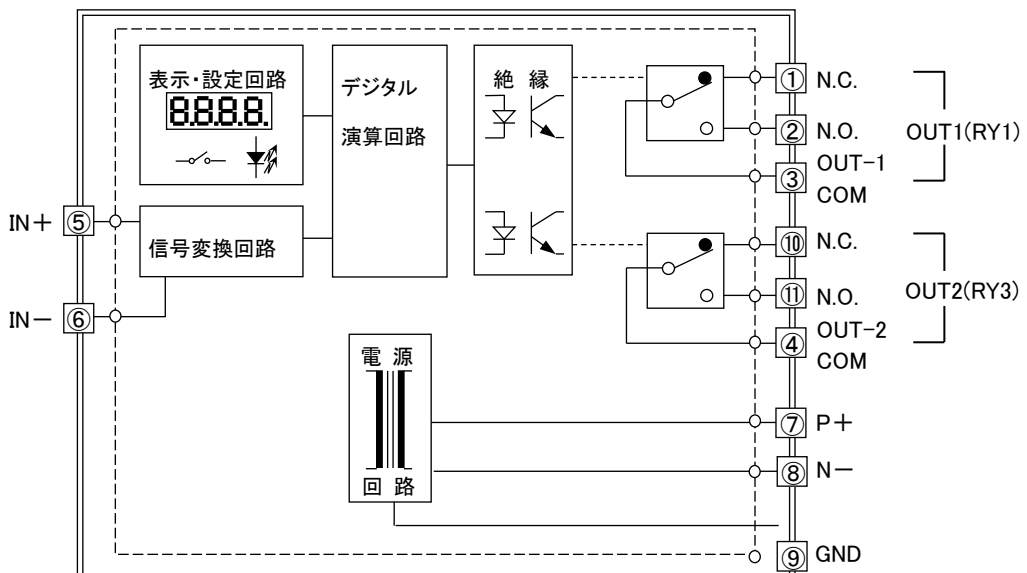 表示・設定回路
8.8.8.8.
デジタル
演算回路
絶 縁
信号変換回路
IN+ ⑤
IN− ⑥
① N.C.
② N.O.
③ OUT-1
COM
OUT1(RY1)
⑩ N.C.
⑪ N.O.
④ OUT-2
COM
OUT2(RY3)
電 源
回 路
⑦ P+
⑧ N−
⑨ GND